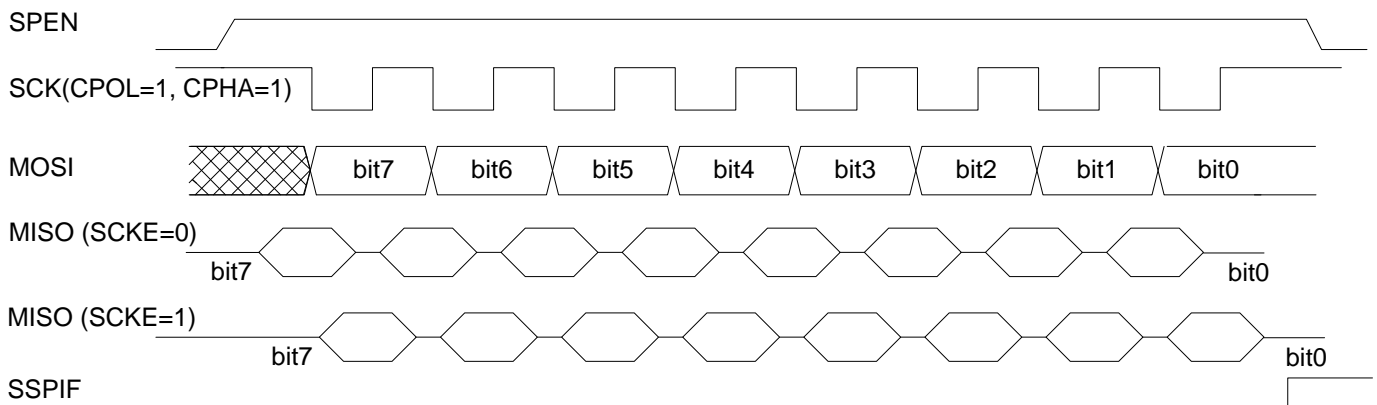 SPEN
SCK(CPOL=1, CPHA=1)
MOSI bit7 bit6 bit5 bit4 bit3 bit2 bit1 bit0
MISO (SCKE=0)
bit7 bit0
MISO (SCKE=1)
bit7 bit0
SSPIF